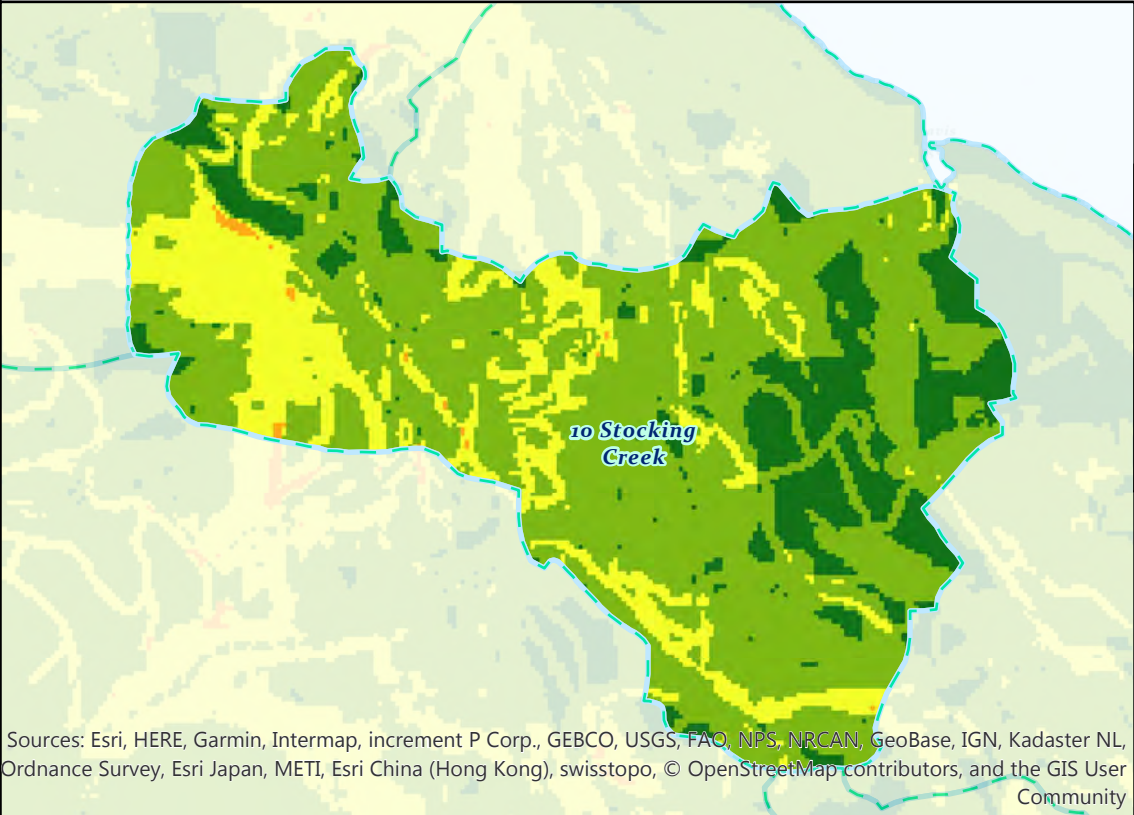 10 Stocking
Creek
Sources: Esri, HERE, Garmin, Intermap, increment P Corp., GEBCO, USGS, FAO, NPS, NRCAN, GeoBase, IGN, Kadaster NL,
Ordnance Survey, Esri Japan, METI, Esri China (Hong Kong), swisstopo, © OpenStreetMap contributors, and the GIS User
Community